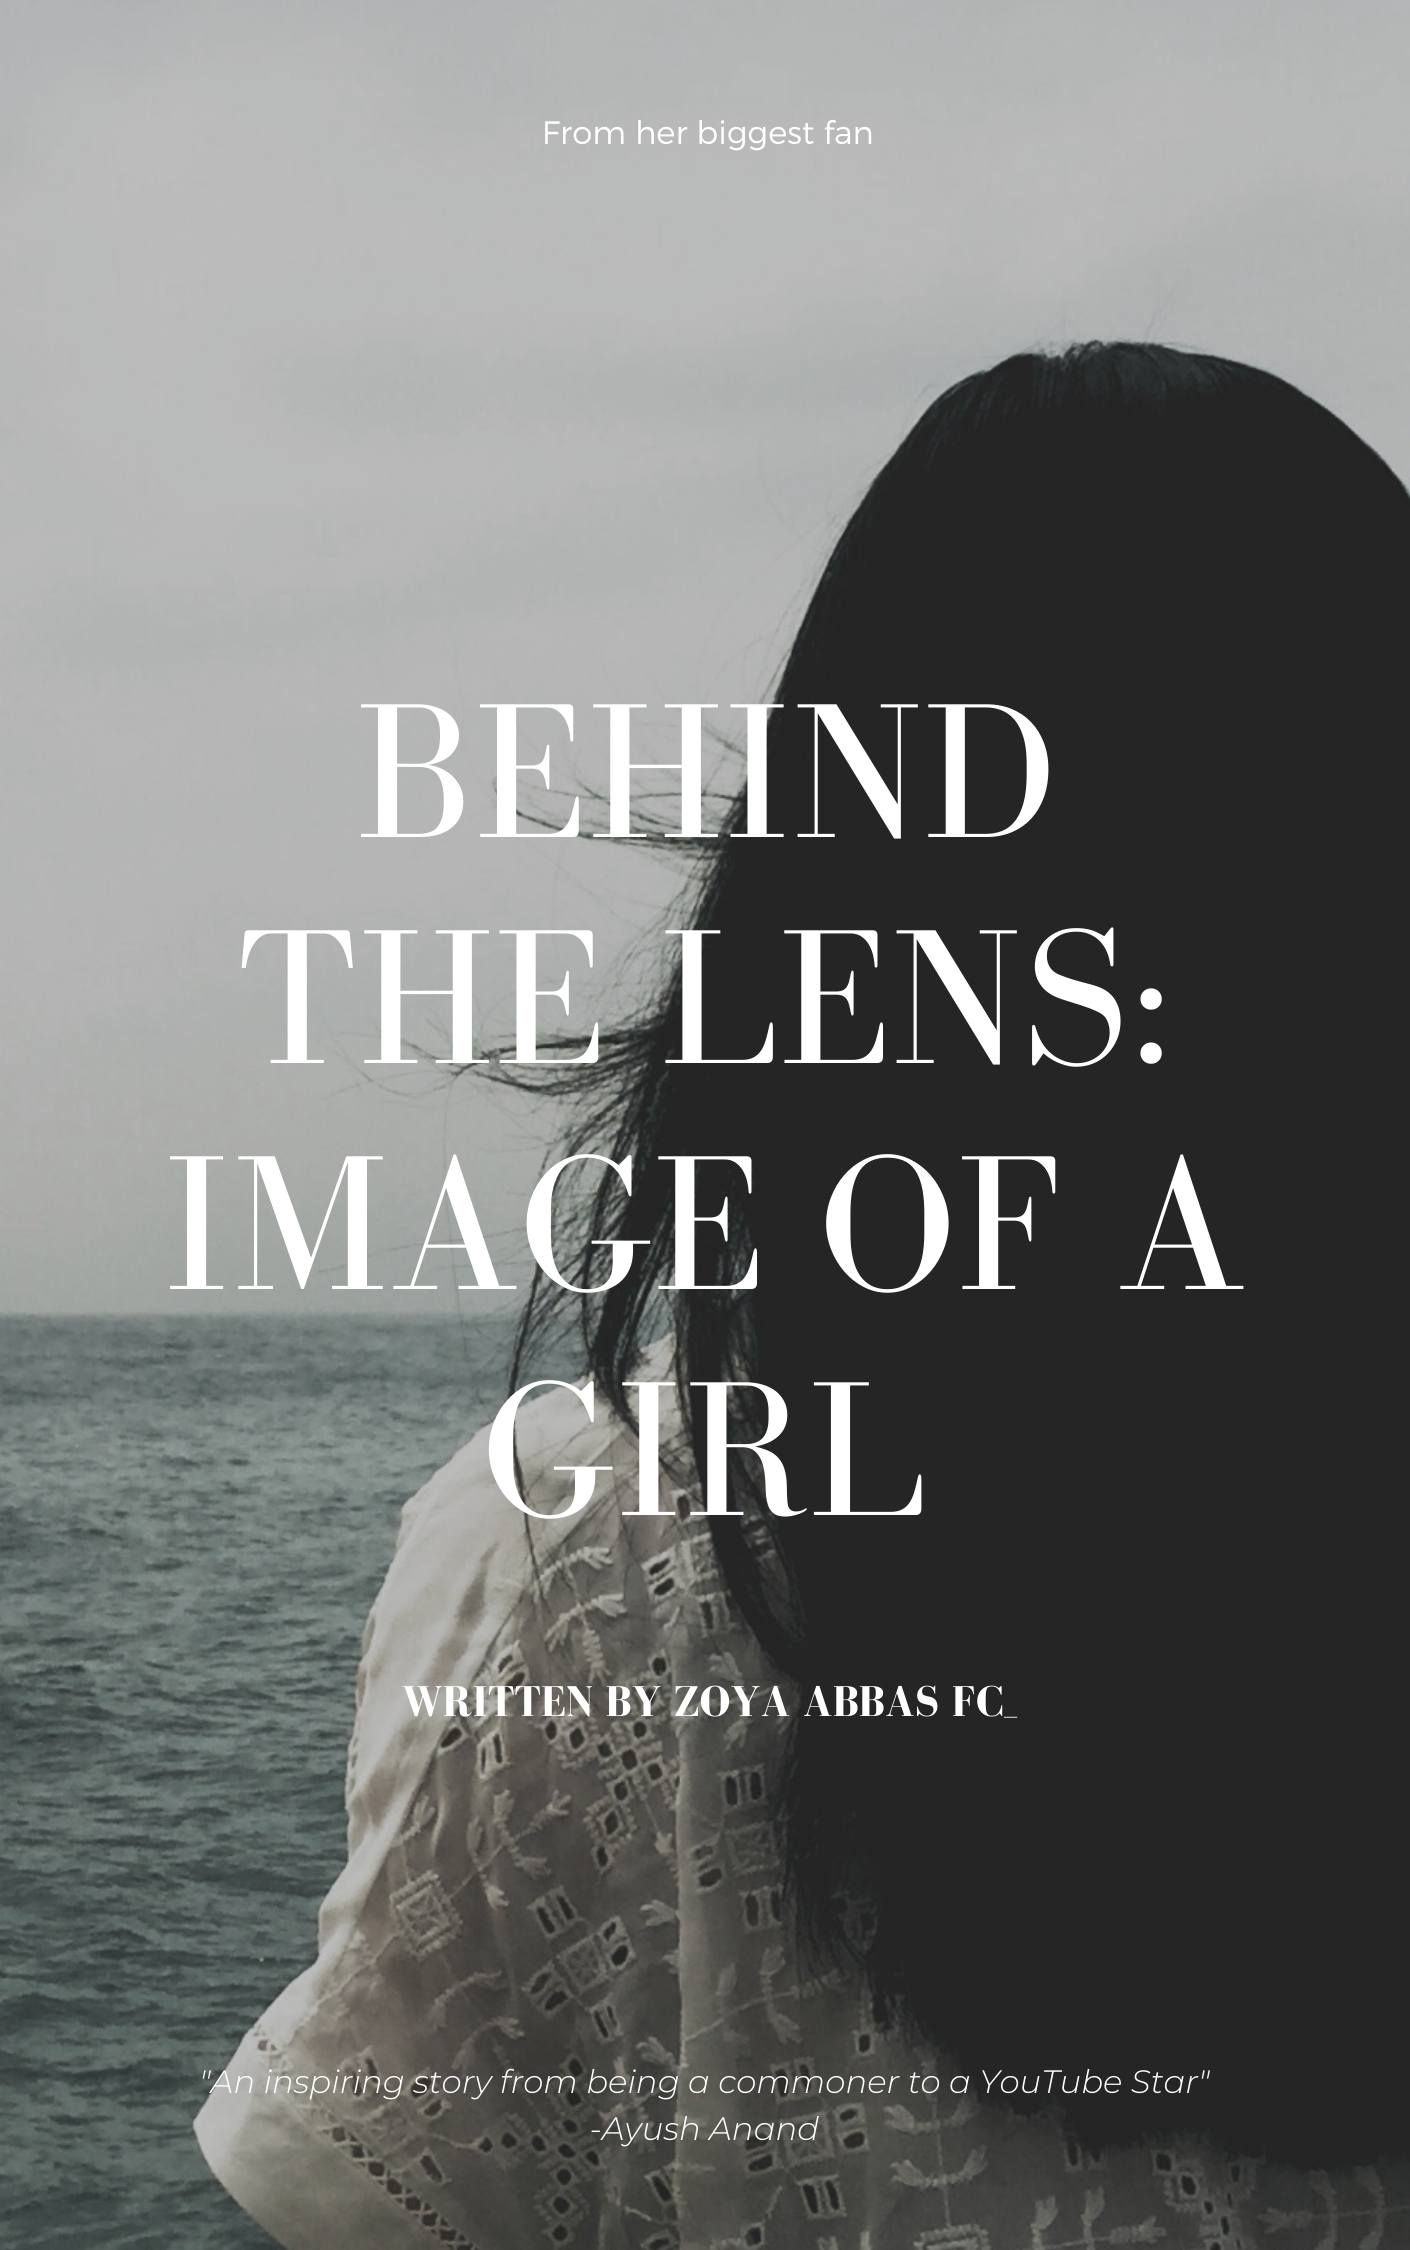 From her biggest fan
BEHIND
THE LENS:
IMAGE OF A
GIRL
WRITTEN BY ZOYA ABBAS FC_
"An inspiring story from being a commoner to a YouTube Star"
-Ayush Anand